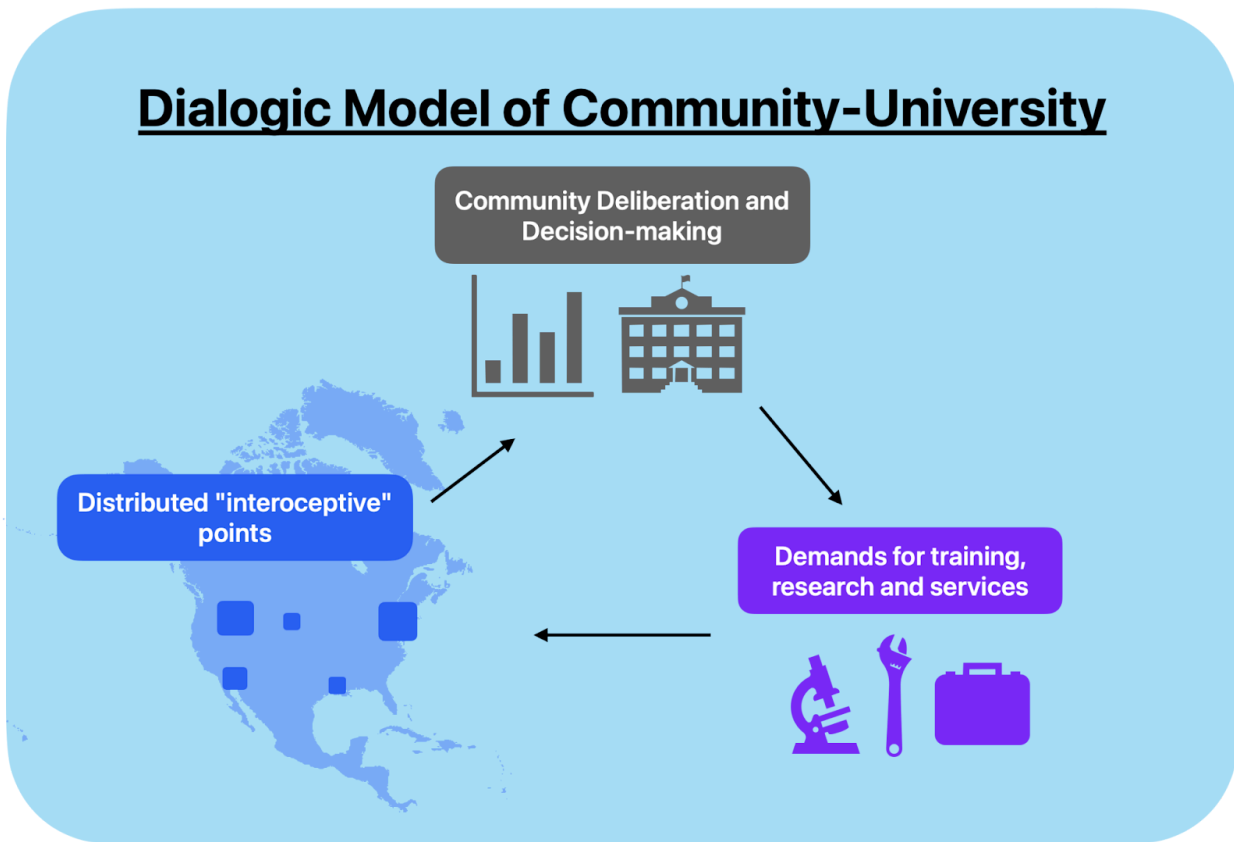 Dialogic Model of Community-University
Community Deliberation and
Decision-making
Distributed "interoceptive"
points
Demands for training,
research and services